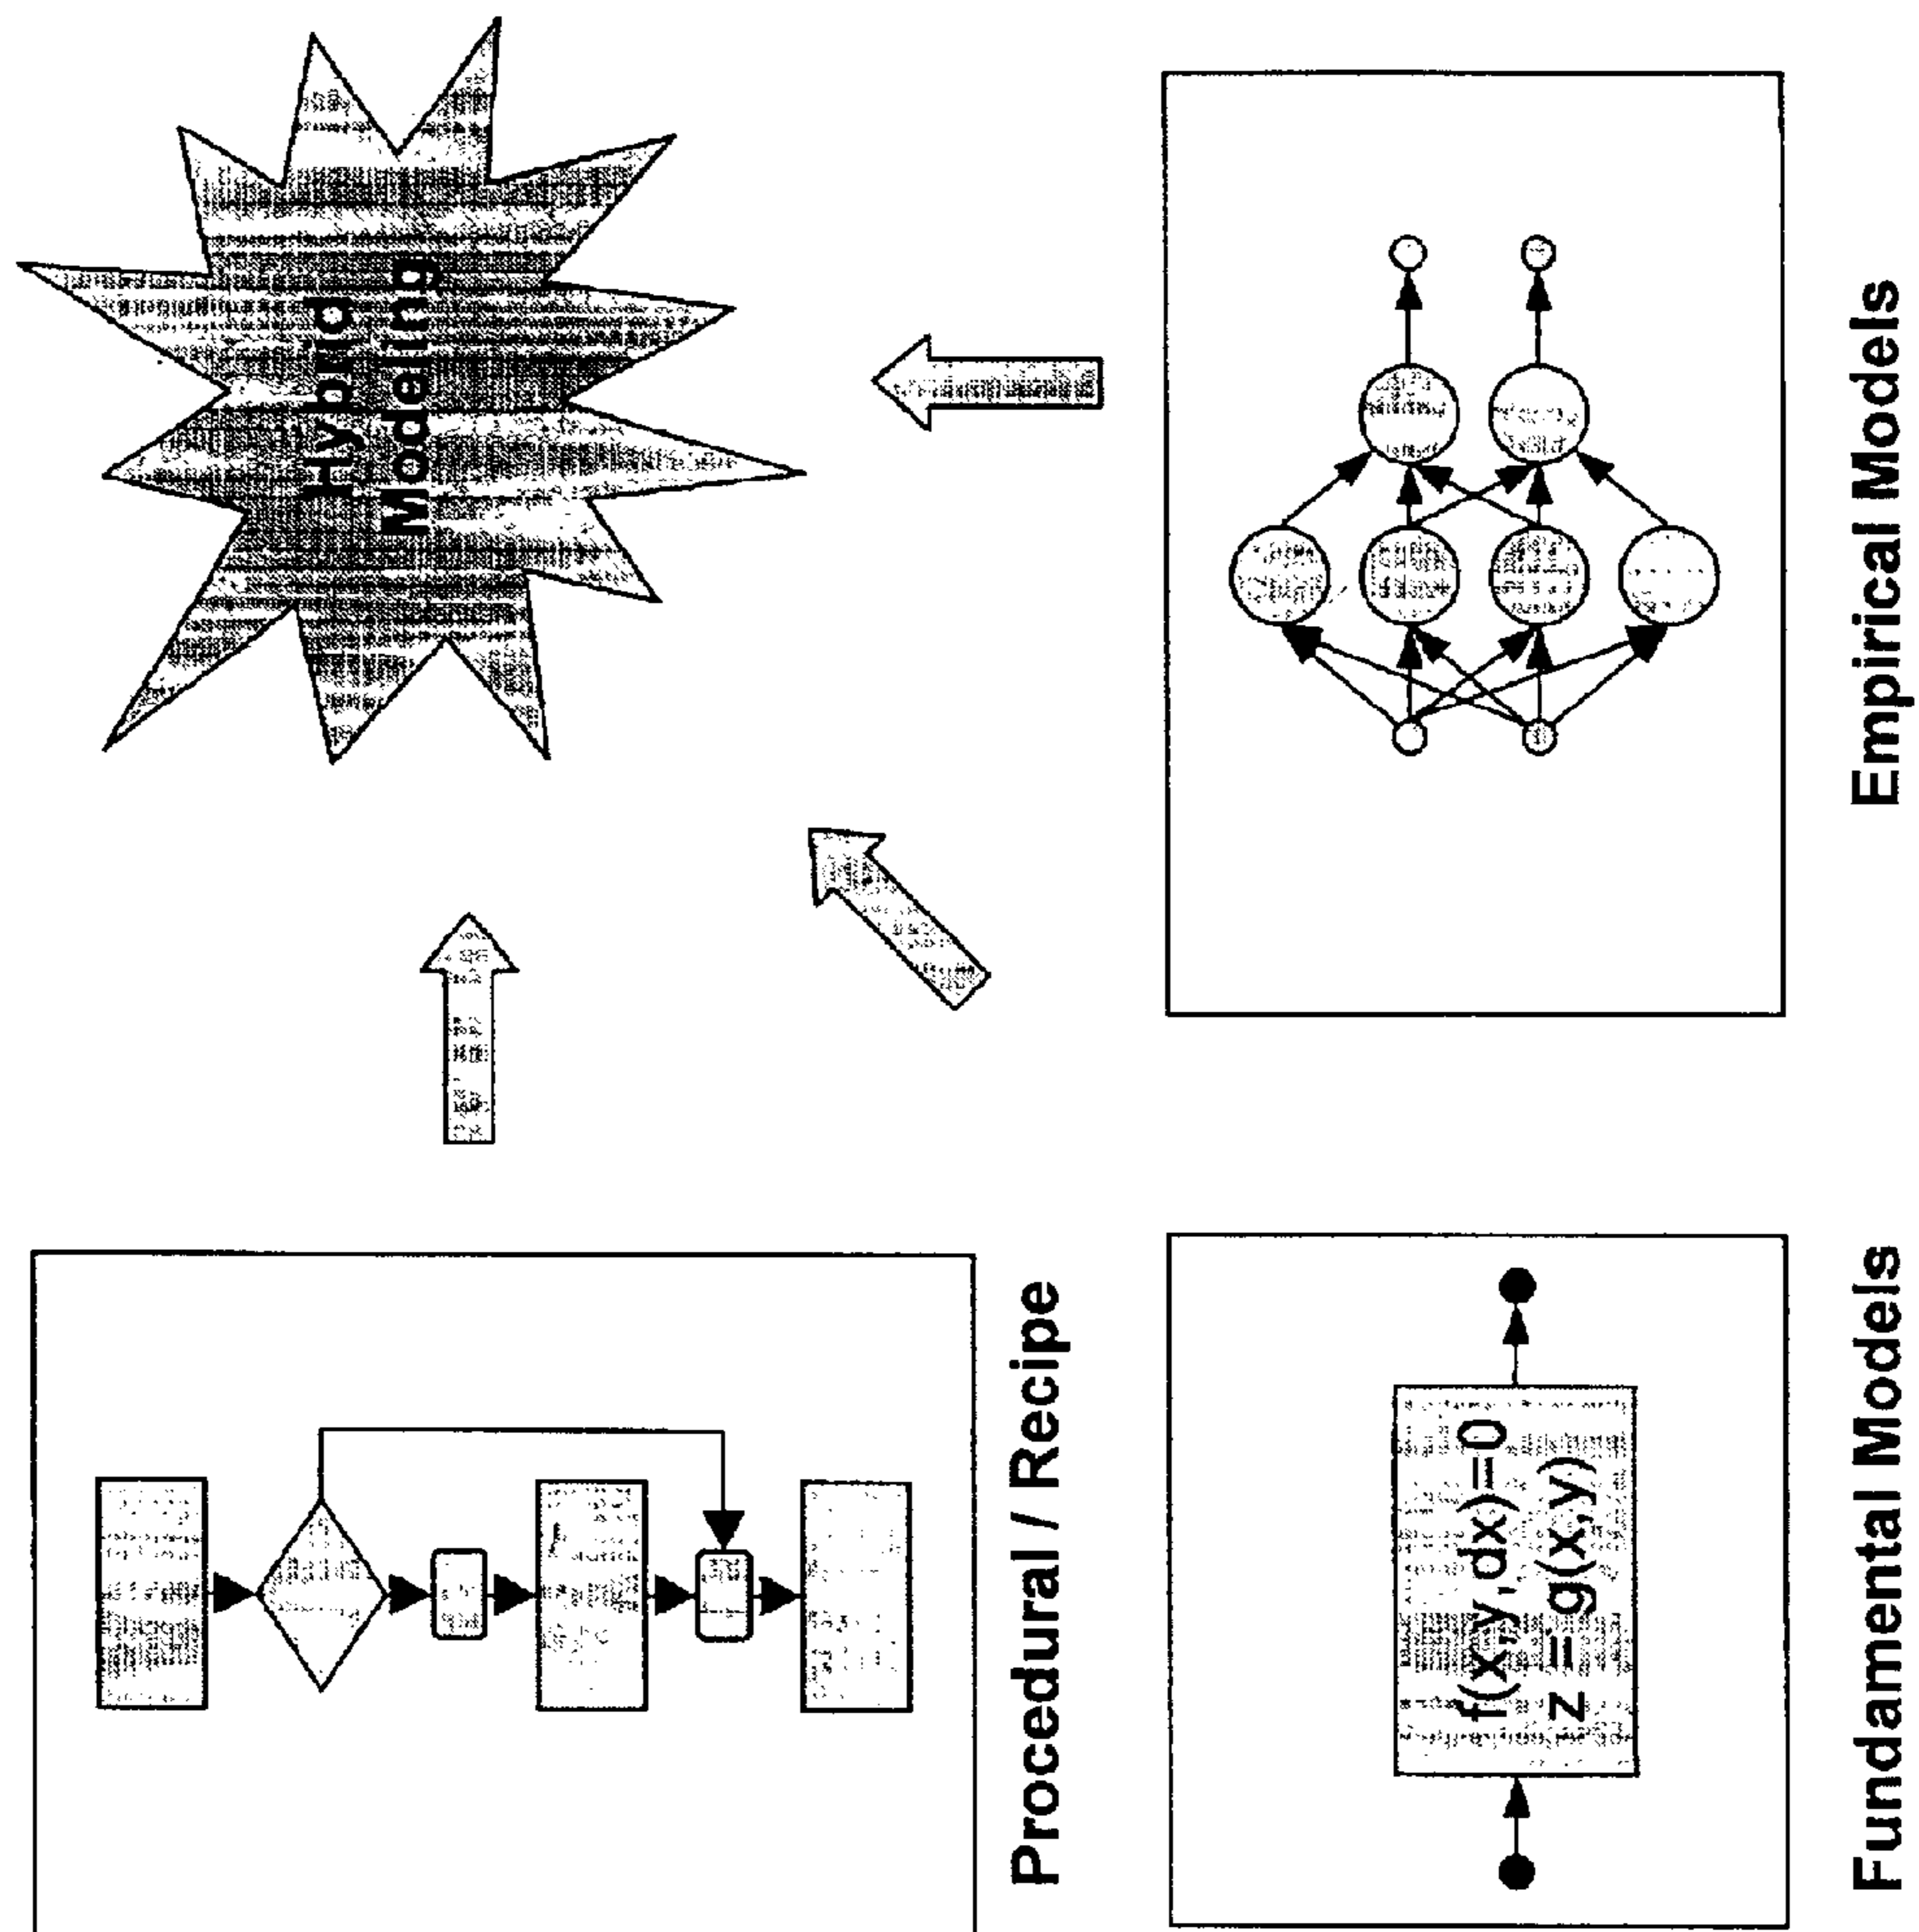 Hybrid
Modeling
Procedural / Recipe
f(x,y,dx)=0
z = g(x,y)
Fundamental Models
Empirical Models